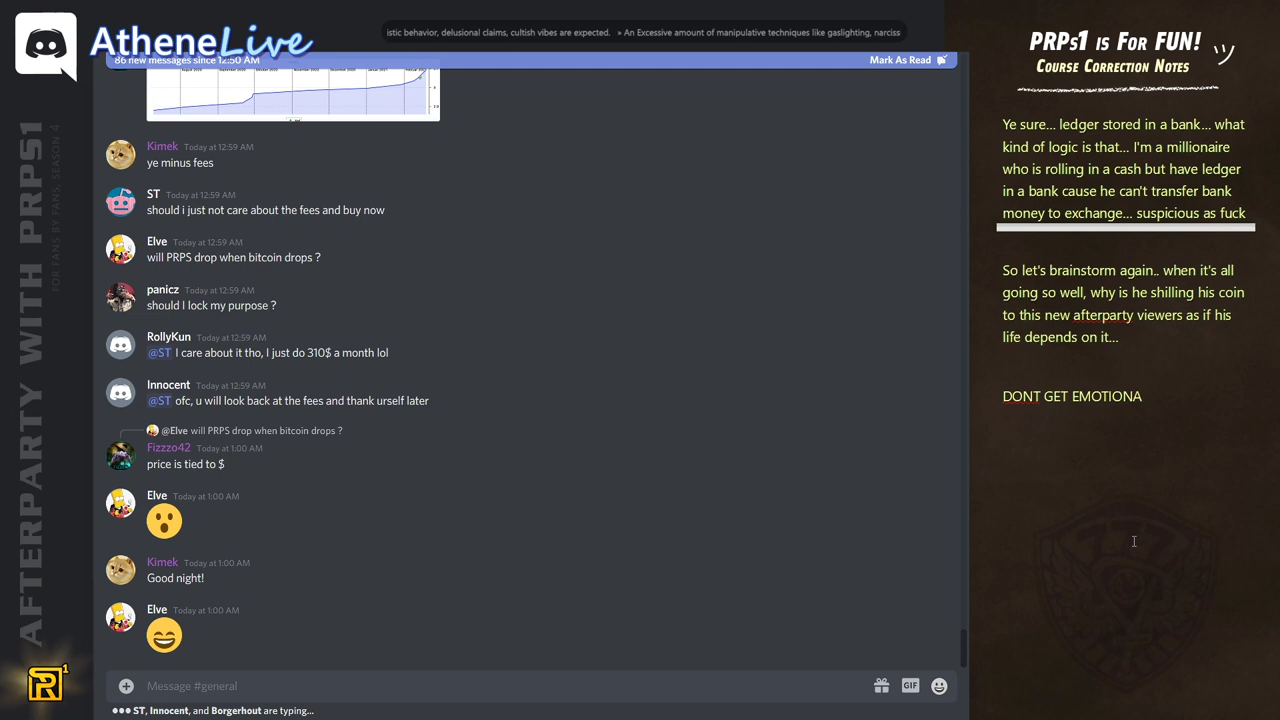 AtheneLive
istic behavior, delusional claims, cultish vibes are expected. » An Excessive amount of manipulative techniques like gaslighting, narciss
86 new messages since 12:50 AM
Mark As Read
Kimek Today at 12:59 AM
ye minus fees
ST Today at 12:59 AM
should i just not care about the fees and buy now
Elve Today at 12:59 AM
will PRPS drop when bitcoin drops ?
panicz Today at 12:59 AM
should I lock my purpose ?
RollyKun Today at 12:59 AM
@ST I care about it tho, I just do 310$ a month lol
Innocent Today at 12:59 AM
@ST ofc, u will look back at the fees and thank urself later
@Elve will PRPS drop when bitcoin drops ?
Fizzzo42 Today at 1:00 AM
price is tied to $
Elve Today at 1:00 AM
Kimek Today at 1:00 AM
Good night!
Elve Today at 1:00 AM
Message #general
GIF
ST, Innocent, and Borgerhout are typing...
AFTERPARTY WITH PRPS1
FOR FANS BY FANS, SEASON 4
PRPs1 is For FUN! ツ
Course Correction Notes
Ye sure... ledger stored in a bank... what
kind of logic is that... I'm a millionaire
who is rolling in a cash but have ledger
in a bank cause he can't transfer bank
money to exchange... suspicious as fuck
So let's brainstorm again.. when it's all
going so well, why is he shilling his coin
to this new afterparty viewers as if his
life depends on it...
DONT GET EMOTIONA